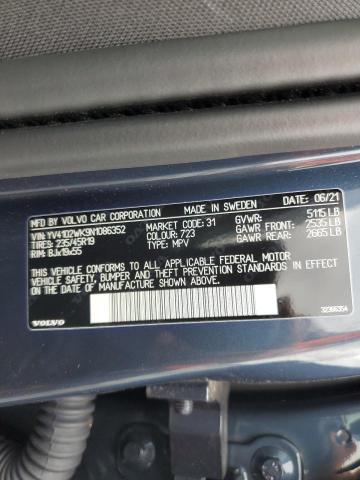 MFD BY VOLVO CAR CORPORATION MADE IN SWEDEN DATE: 06/21
VIN: YV4102WK9N1086352 MARKET CODE: 31 GVWR: 5115 LB
TIRES: 235/45R19 COLOUR: 723 GAWR FRONT: 2535 LB
RIM: 8Jx19x55 TYPE: MPV GAWR REAR: 2665 LB
THIS VEHICLE CONFORMS TO ALL APPLICABLE FEDERAL MOTOR
VEHICLE SAFETY, BUMPER AND THEFT PREVENTION STANDARDS IN
EFFECT ON THE DATE OF MANUFACTURE SHOWN ABOVE.
VOLVO 32366354